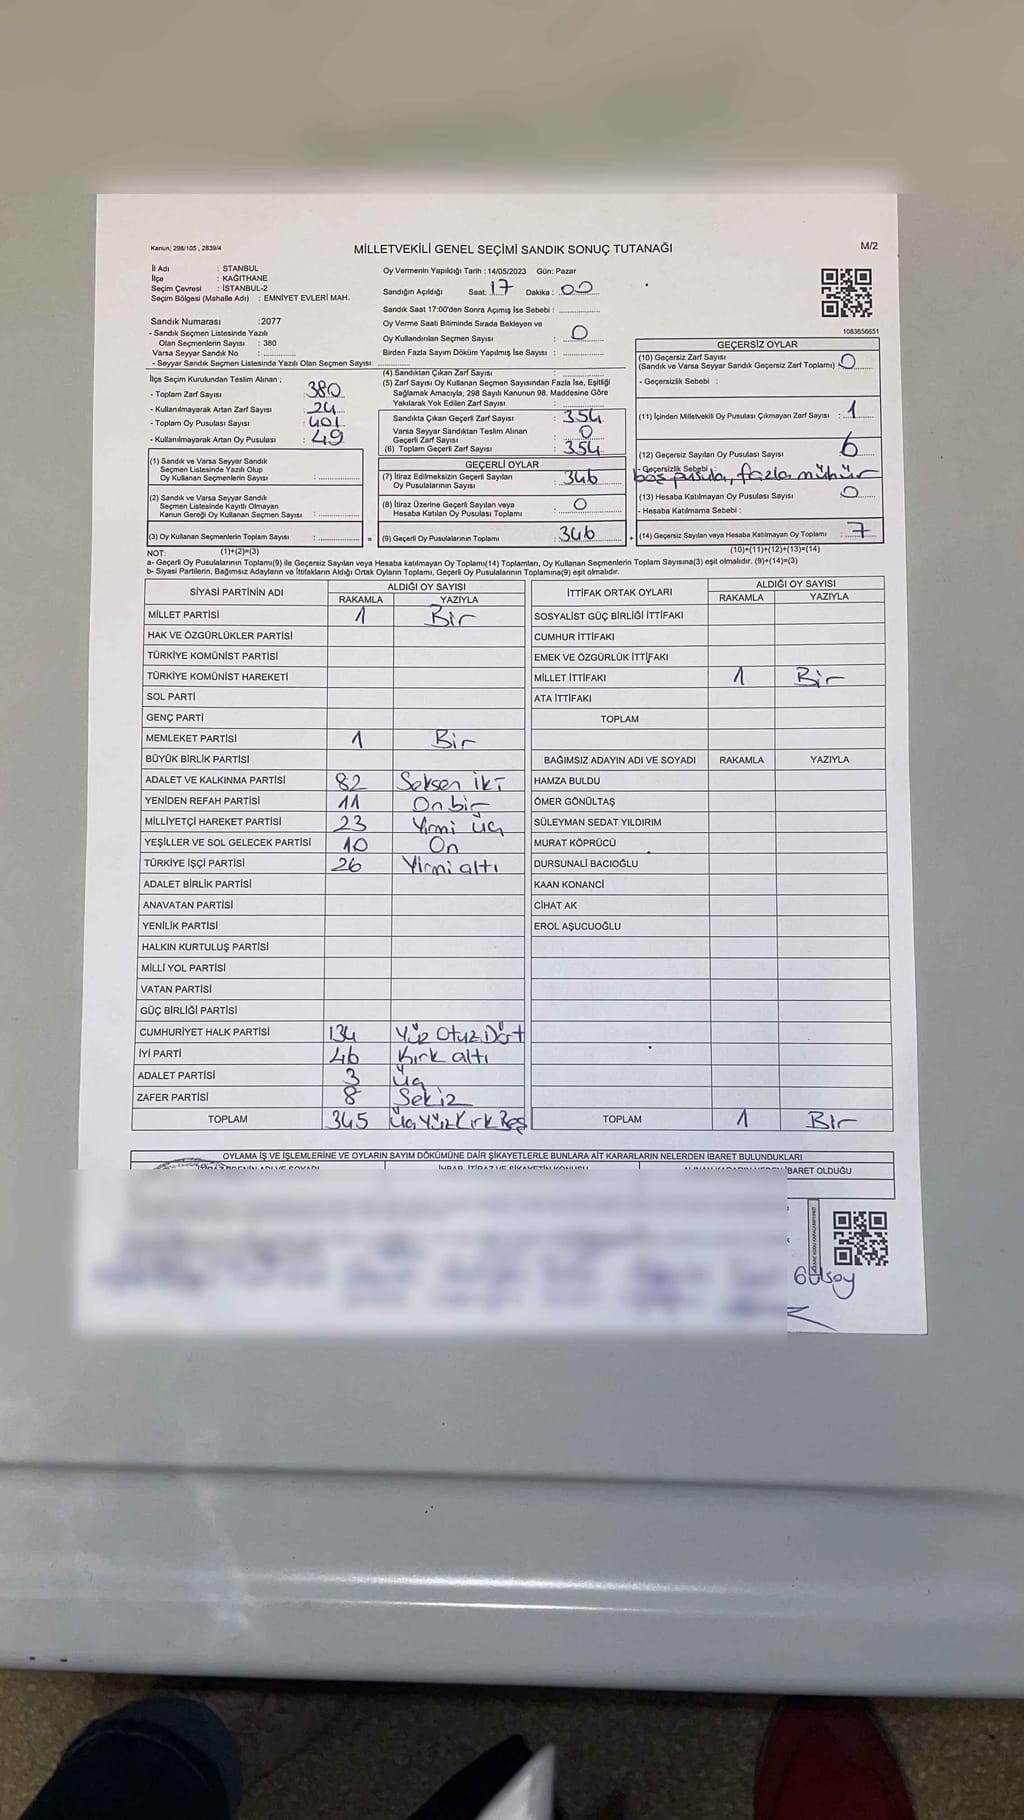 Kanun; 298/105 , 2839/4
MİLLETVEKİLİ GENEL SEÇİMİ SANDIK SONUÇ TUTANAĞI
M/2
İl Adı : STANBUL
İlçe : KAĞITHANE
Seçim Çevresi : İSTANBUL-2
Seçim Bölgesi (Mahalle Adı) : EMNİYET EVLERİ MAH.
Sandık Numarası :2077
- Sandık Seçmen Listesinde Yazılı
Olan Seçmenlerin Sayısı : 380
Varsa Seyyar Sandık No :
- Seyyar Sandık Seçmen Listesinde Yazılı Olan Seçmen Sayısı:
İlçe Seçim Kurulundan Teslim Alınan ;
- Toplam Zarf Sayısı : 380
- Kullanılmayarak Artan Zarf Sayısı : 24
- Toplam Oy Pusulası Sayısı : 401
- Kullanılmayarak Artan Oy Pusulası : 49
Oy Vermenin Yapıldığı Tarih : 14/05/2023 Gün: Pazar
Sandığın Açıldığı Saat: 17 Dakika : 00
Sandık Saat 17:00'den Sonra Açımış İse Sebebi :
Oy Verme Saati Bitiminde Sırada Bekleyen ve
Oy Kullandırılan Seçmen Sayısı : 0
Birden Fazla Sayım Döküm Yapılmış İse Sayısı :
(4) Sandıktan Çıkan Zarf Sayısı :
(5) Zarf Sayısı Oy Kullanan Seçmen Sayısından Fazla İse, Eşitliği
Sağlamak Amacıyla; 298 Sayılı Kanunun 98. Maddesine Göre
Yakılarak Yok Edilen Zarf Sayısı :
Sandıkta Çıkan Geçerli Zarf Sayısı : 354
Varsa Seyyar Sandıktan Teslim Alınan
Geçerli Zarf Sayısı : 0
(6) Toplam Geçerli Zarf Sayısı : 354
1083656651
GEÇERSİZ OYLAR
(10) Geçersiz Zarf Sayısı
(Sandık ve Varsa Seyyar Sandık Geçersiz Zarf Toplamı) : 0
- Geçersizlik Sebebi :
(11) İçinden Milletvekili Oy Pusulası Çıkmayan Zarf Sayısı : 1
(12) Geçersiz Sayılan Oy Pusulası Sayısı : 6
- Geçersizlik Sebebi : boş pusula, fazla mühür
(13) Hesaba Katılmayan Oy Pusulası Sayısı : 0
- Hesaba Katılmama Sebebi :
(14) Geçersiz Sayılan veya Hesaba Katılmayan Oy Toplamı : 7
(1) Sandık ve Varsa Seyyar Sandık
Seçmen Listesinde Yazılı Olup
Oy Kullanan Seçmenlerin Sayısı :
(2) Sandık ve Varsa Seyyar Sandık
Seçmen Listesinde Kayıtlı Olmayan
Kanun Gereği Oy Kullanan Seçmen Sayısı :
(3) Oy Kullanan Seçmenlerin Toplam Sayısı :
=
GEÇERLİ OYLAR
(7) İtiraz Edilmeksizin Geçerli Sayılan
Oy Pusulalarının Sayısı : 346
(8) İtiraz Üzerine Geçerli Sayılan veya
Hesaba Katılan Oy Pusulası Toplamı : 0
(9) Geçerli Oy Pusulalarının Toplamı : 346
+
NOT: (1)+(2)=(3)
(10)+(11)+(12)+(13)=(14)
a- Geçerli Oy Pusulalarının Toplamı(9) ile Geçersiz Sayılan veya Hesaba katılmayan Oy Toplamı(14) Toplamları, Oy Kullanan Seçmenlerin Toplam Sayısına(3) eşit olmalıdır. (9)+(14)=(3)
b- Siyasi Partilerin, Bağımsız Adayların ve İttifakların Aldığı Ortak Oyların Toplamı, Geçerli Oy Pusulalarının Toplamına(9) eşit olmalıdır.
SİYASİ PARTİNİN ADI ALDIĞI OY SAYISI
RAKAMLA YAZIYLA
MİLLET PARTİSİ 1 Bir
HAK VE ÖZGÜRLÜKLER PARTİSİ
TÜRKİYE KOMÜNİST PARTİSİ
TÜRKİYE KOMÜNİST HAREKETİ
SOL PARTİ
GENÇ PARTİ
MEMLEKET PARTİSİ 1 Bir
BÜYÜK BİRLİK PARTİSİ
ADALET VE KALKINMA PARTİSİ 82 Seksen iki
YENİDEN REFAH PARTİSİ 11 On bir
MİLLİYETÇİ HAREKET PARTİSİ 23 Yirmi üç
YEŞİLLER VE SOL GELECEK PARTİSİ 10 On
TÜRKİYE İŞÇİ PARTİSİ 26 Yirmi altı
ADALET BİRLİK PARTİSİ
ANAVATAN PARTİSİ
YENİLİK PARTİSİ
HALKIN KURTULUŞ PARTİSİ
MİLLİ YOL PARTİSİ
VATAN PARTİSİ
GÜÇ BİRLİĞİ PARTİSİ
CUMHURİYET HALK PARTİSİ 134 Yüz Otuz Dört
İYİ PARTİ 46 Kırk altı
ADALET PARTİSİ 3 Üç
ZAFER PARTİSİ 8 Sekiz
TOPLAM 345 Üç Yüz Kırk Beş
İTTİFAK ORTAK OYLARI ALDIĞI OY SAYISI
RAKAMLA YAZIYLA
SOSYALİST GÜÇ BİRLİĞİ İTTİFAKI
CUMHUR İTTİFAKI
EMEK VE ÖZGÜRLÜK İTTİFAKI
MİLLET İTTİFAKI 1 Bir
ATA İTTİFAKI
TOPLAM
BAĞIMSIZ ADAYIN ADI VE SOYADI RAKAMLA YAZIYLA
HAMZA BULDU
ÖMER GÖNÜLTAŞ
SÜLEYMAN SEDAT YILDIRIM
MURAT KÖPRÜCÜ
DURSUNALİ BACIOĞLU
KAAN KONANCİ
CİHAT AK
EROL AŞUCUOĞLU
TOPLAM 1 Bir
OYLAMA İŞ VE İŞLEMLERİNE VE OYLARIN SAYIM DÖKÜMÜNE DAİR ŞİKAYETLERLE BUNLARA AİT KARARLARIN NELERDEN İBARET BULUNDUKLARI
İBARET OLDUĞU
Gülsoy